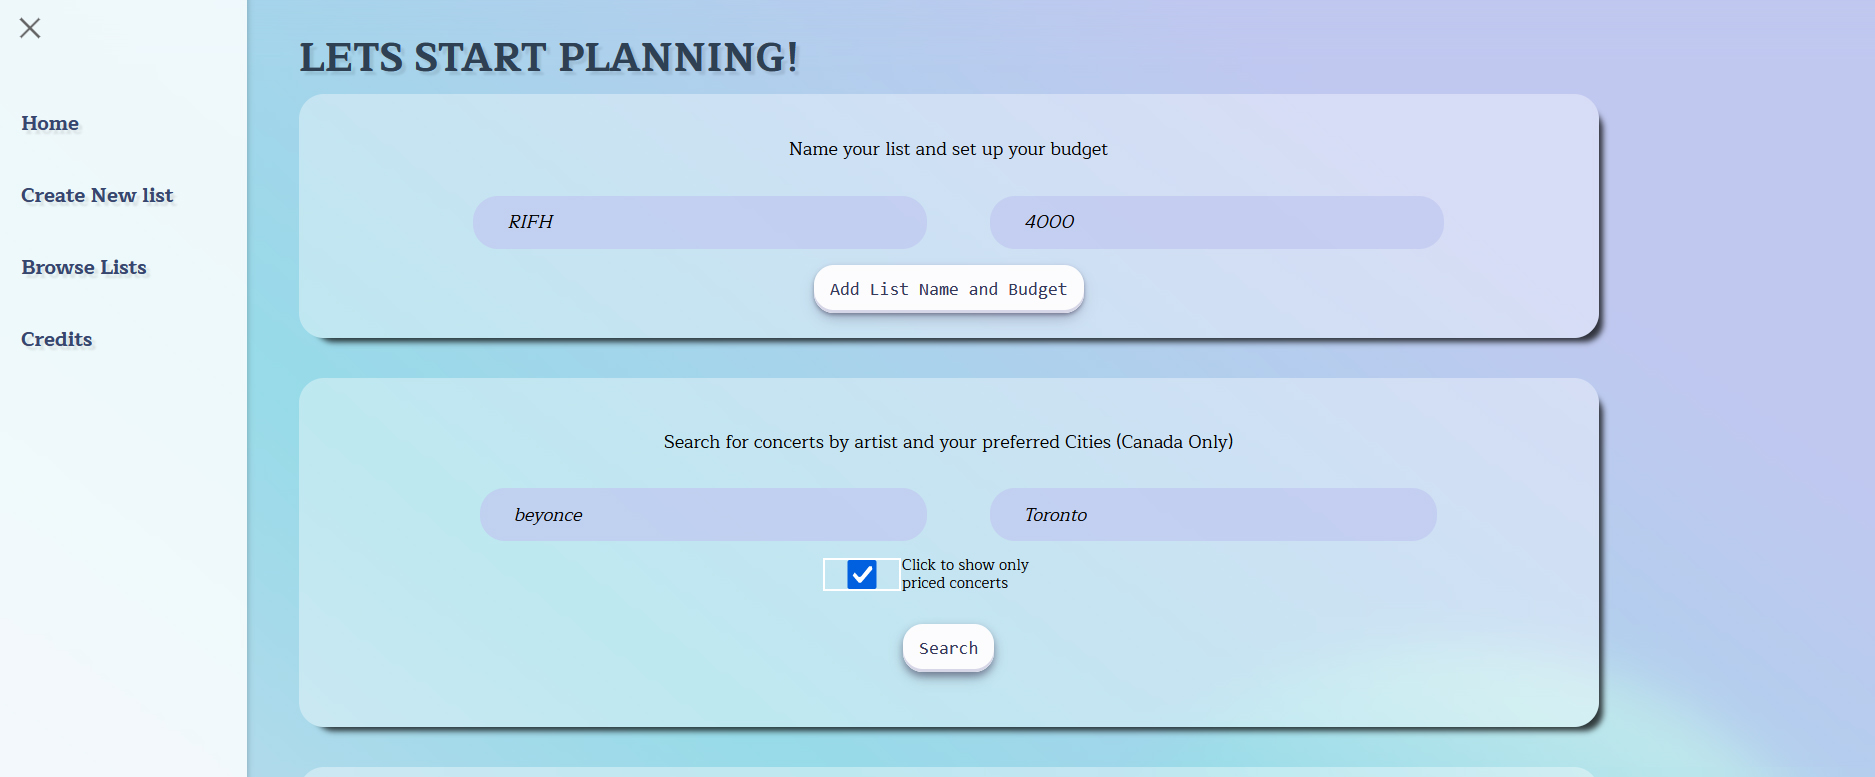 Home
Create New list
Browse Lists
Credits
LETS START PLANNING!
Name your list and set up your budget
RIFH
4000
Add List Name and Budget
Search for concerts by artist and your preferred Cities (Canada Only)
beyonce
Toronto
Click to show only
priced concerts
Search